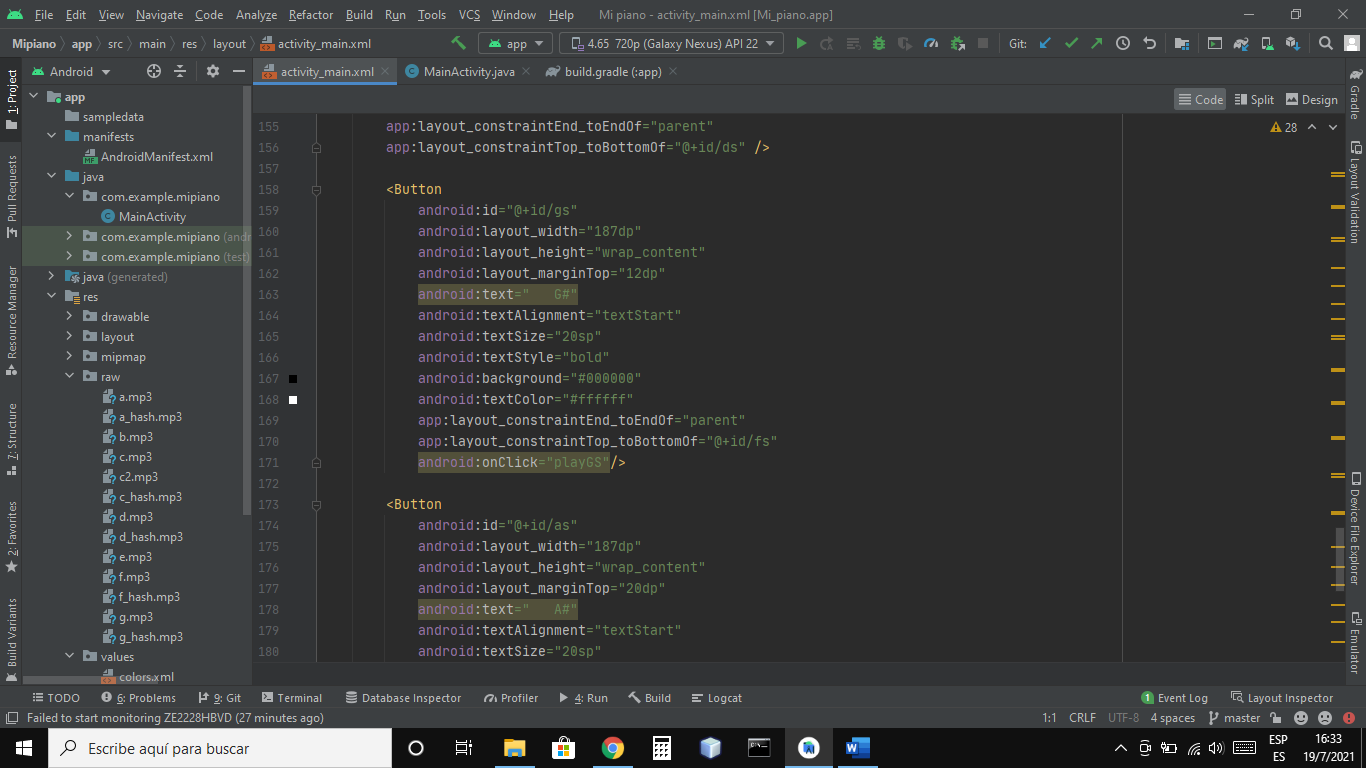 File Edit View Navigate Code Analyze Refactor Build Run Tools VCS Window Help Mi piano - activity_main.xml [Mi_piano.app]
Mipiano app src main res layout activity_main.xml app 4.65 720p (Galaxy Nexus) API 22 Git:
Android activity_main.xml MainActivity.java build.gradle (:app)
Code Split Design
1: Project
Pull Requests
Resource Manager
7: Structure
2: Favorites
Build Variants
app
sampledata
manifests
AndroidManifest.xml
java
com.example.mipiano
MainActivity
com.example.mipiano (andr
com.example.mipiano (test)
java (generated)
res
drawable
layout
mipmap
raw
a.mp3
a_hash.mp3
b.mp3
c.mp3
c2.mp3
c_hash.mp3
d.mp3
d_hash.mp3
e.mp3
f.mp3
f_hash.mp3
g.mp3
g_hash.mp3
values
colors.xml
28
155 app:layout_constraintEnd_toEndOf="parent"
156 app:layout_constraintTop_toBottomOf="@+id/ds" />
157
158 <Button
159 android:id="@+id/gs"
160 android:layout_width="187dp"
161 android:layout_height="wrap_content"
162 android:layout_marginTop="12dp"
163 android:text="   G#"
164 android:textAlignment="textStart"
165 android:textSize="20sp"
166 android:textStyle="bold"
167 android:background="#000000"
168 android:textColor="#ffffff"
169 app:layout_constraintEnd_toEndOf="parent"
170 app:layout_constraintTop_toBottomOf="@+id/fs"
171 android:onClick="playGS"/>
172
173 <Button
174 android:id="@+id/as"
175 android:layout_width="187dp"
176 android:layout_height="wrap_content"
177 android:layout_marginTop="20dp"
178 android:text="   A#"
179 android:textAlignment="textStart"
180 android:textSize="20sp"
Gradle
Layout Validation
Device File Explorer
Emulator
TODO 6: Problems 9: Git Terminal Database Inspector Profiler 4: Run Build Logcat 1 Event Log Layout Inspector
Failed to start monitoring ZE2228HBVD (27 minutes ago) 1:1 CRLF UTF-8 4 spaces master
Escribe aquí para buscar
ESP
ES
16:33
19/7/2021